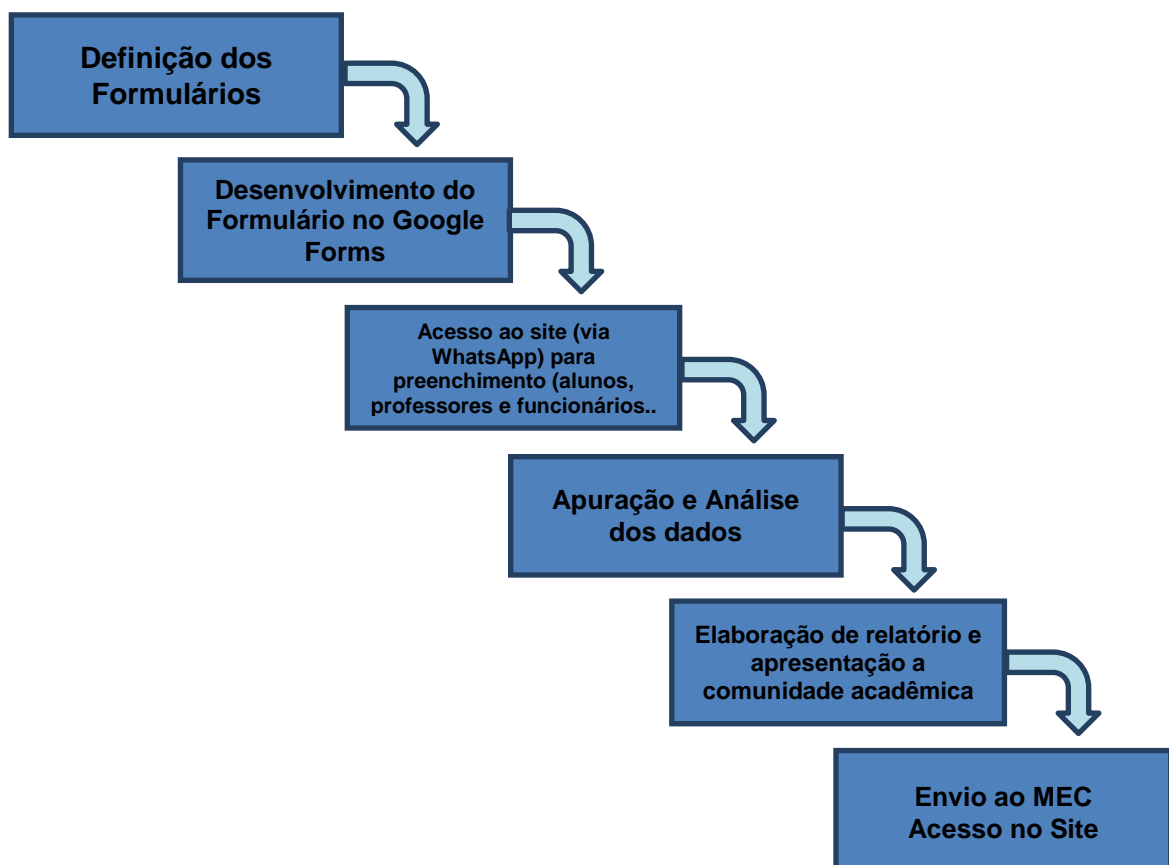 Definição dos
Formulários
Desenvolvimento do
Formulário no Google
Forms
Acesso ao site (via
WhatsApp) para
preenchimento (alunos,
professores e funcionários..
Apuração e Análise
dos dados
Elaboração de relatório e
apresentação a
comunidade acadêmica
Envio ao MEC
Acesso no Site